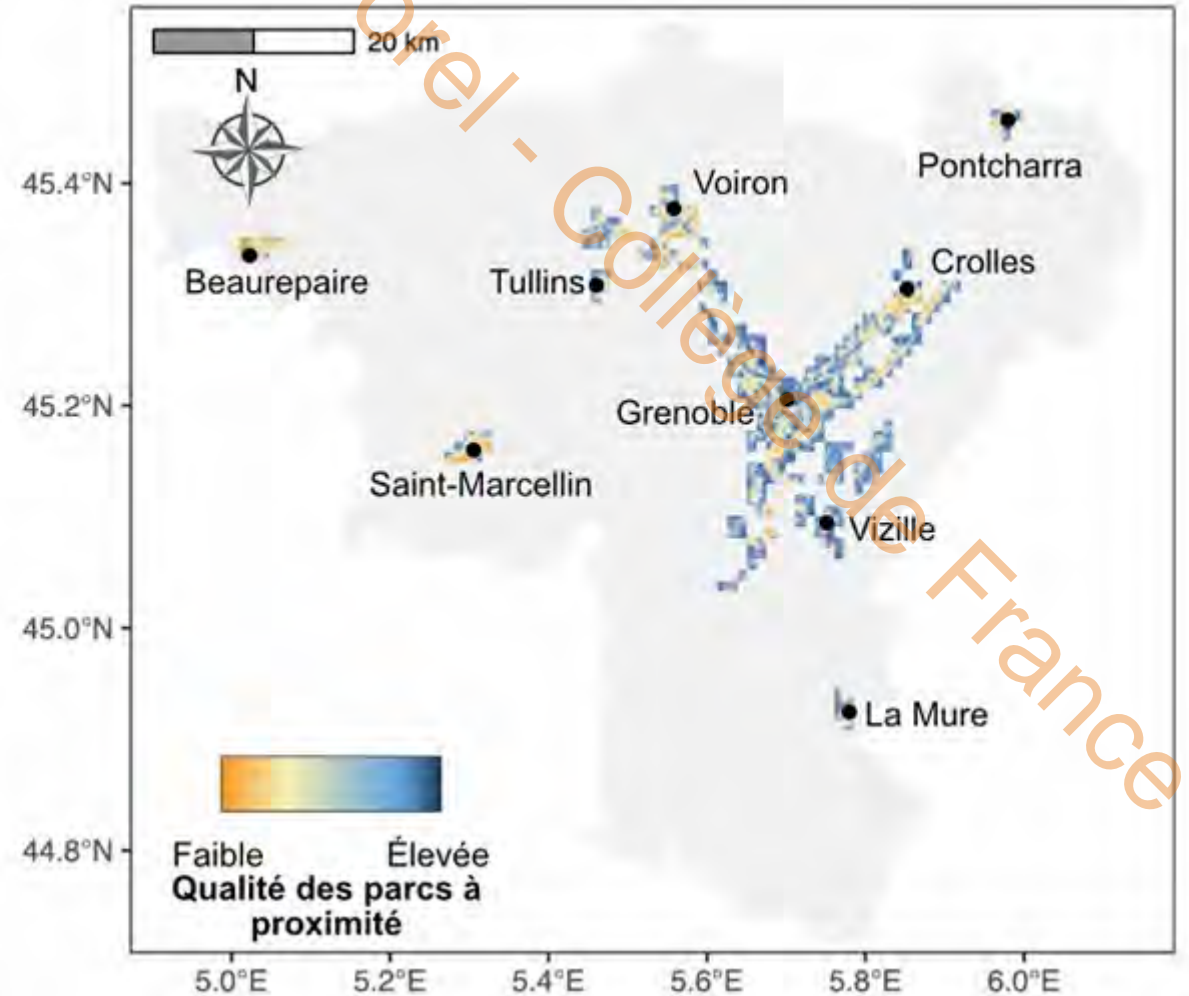 20 km
N
45.4°N
45.2°N
45.0°N
44.8°N
Pontcharra
Voiron
Crolles
Beaurepaire
Tullins
Grenoble
Saint-Marcellin
Vizille
La Mure
Faible Élevée
Qualité des parcs à
proximité
5.0°E 5.2°E 5.4°E 5.6°E 5.8°E 6.0°E
orel - Collège de France